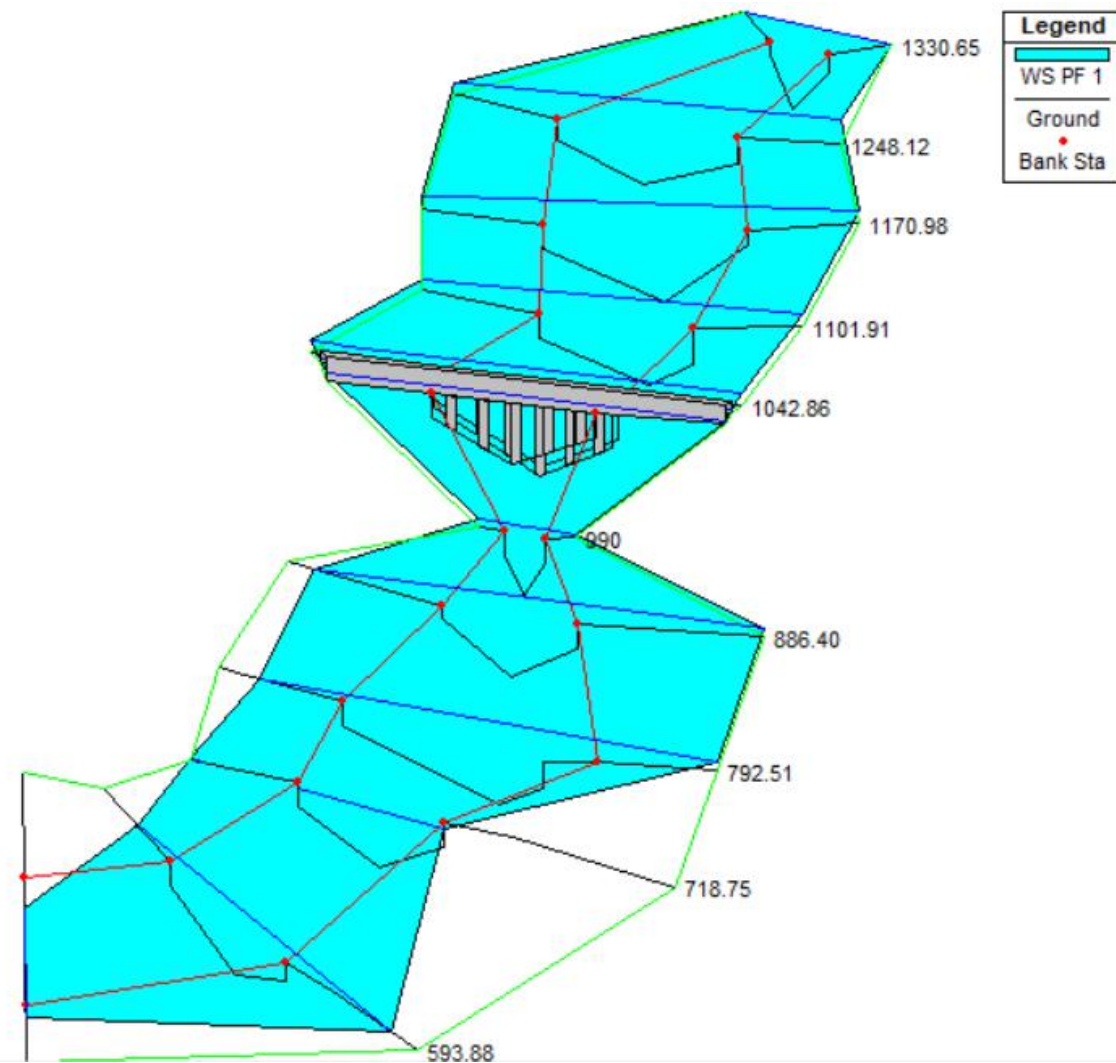 Legend
WS PF 1
Ground
Bank Sta
1330.65
1248.12
1170.98
1101.91
1042.86
990
886.40
792.51
718.75
593.88